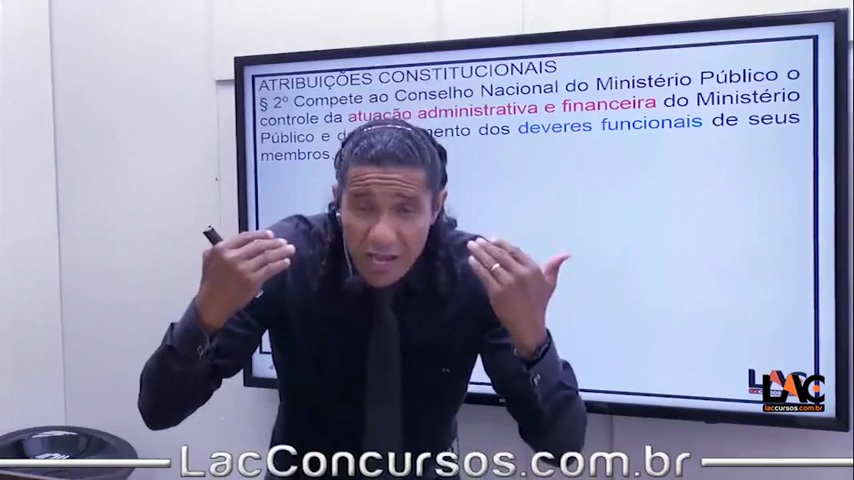 ATRIBUIÇÕES CONSTITUCIONAIS
§ 2º Compete ao Conselho Nacional do Ministério Público o
controle da atuação administrativa e financeira do Ministério
Público e d mento dos deveres funcionais de seus
membros,
LAC
laccursos.com.br
LacConcursos.com.br